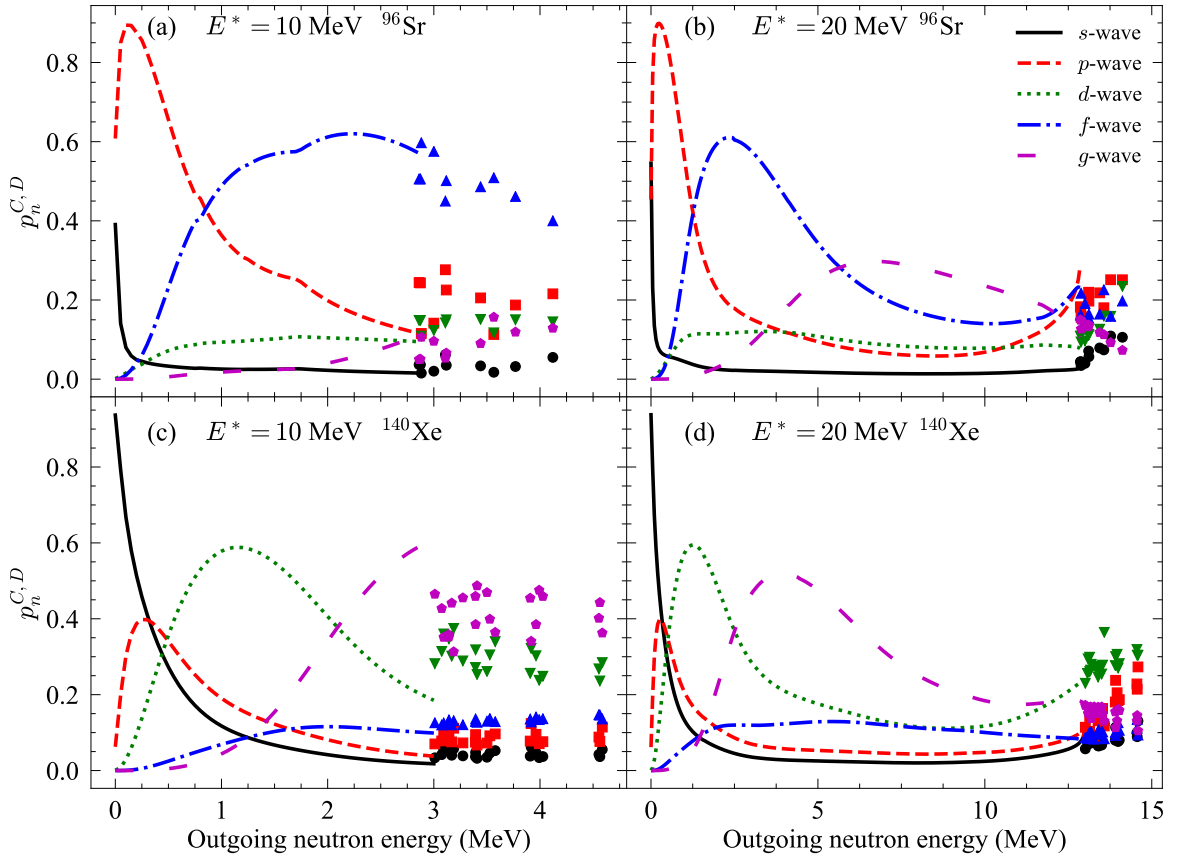 (a) E* = 10 MeV ⁹⁶Sr
(b) E* = 20 MeV ⁹⁶Sr
s-wave
p-wave
d-wave
f-wave
g-wave
0.8
0.6
0.4
0.2
0.0
p_n^{C, D}
(c) E* = 10 MeV ¹⁴⁰Xe
(d) E* = 20 MeV ¹⁴⁰Xe
0.8
0.6
0.4
0.2
0.0
p_n^{C, D}
0 1 2 3 4
0 5 10 15
Outgoing neutron energy (MeV)
Outgoing neutron energy (MeV)